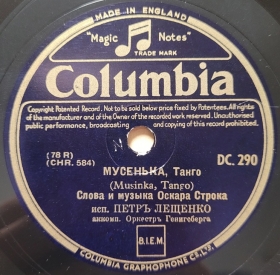 MADE IN ENGLAND
"Magic Notes"
TRADE MARK
Columbia
Copyright Patented Record. Not to be sold below price fixed by Patentees. All rights
of the manufacturer and of the Owner of the recorded work reserved. Unauthorised
public performance, broadcasting and copying of this record prohibited.
(78 R)
(CHR. 584)
DC. 290
МУСЕНЬКА, Танго
(Musinka, Tango)
Слова и музыка Оскара Строка
исп. ПЕТРЪ ЛЕЩЕНКО
аккомп. Оркестръ Генигсберга
B.I.E.M.
COLUMBIA GRAPHOPHONE CO., LTD.